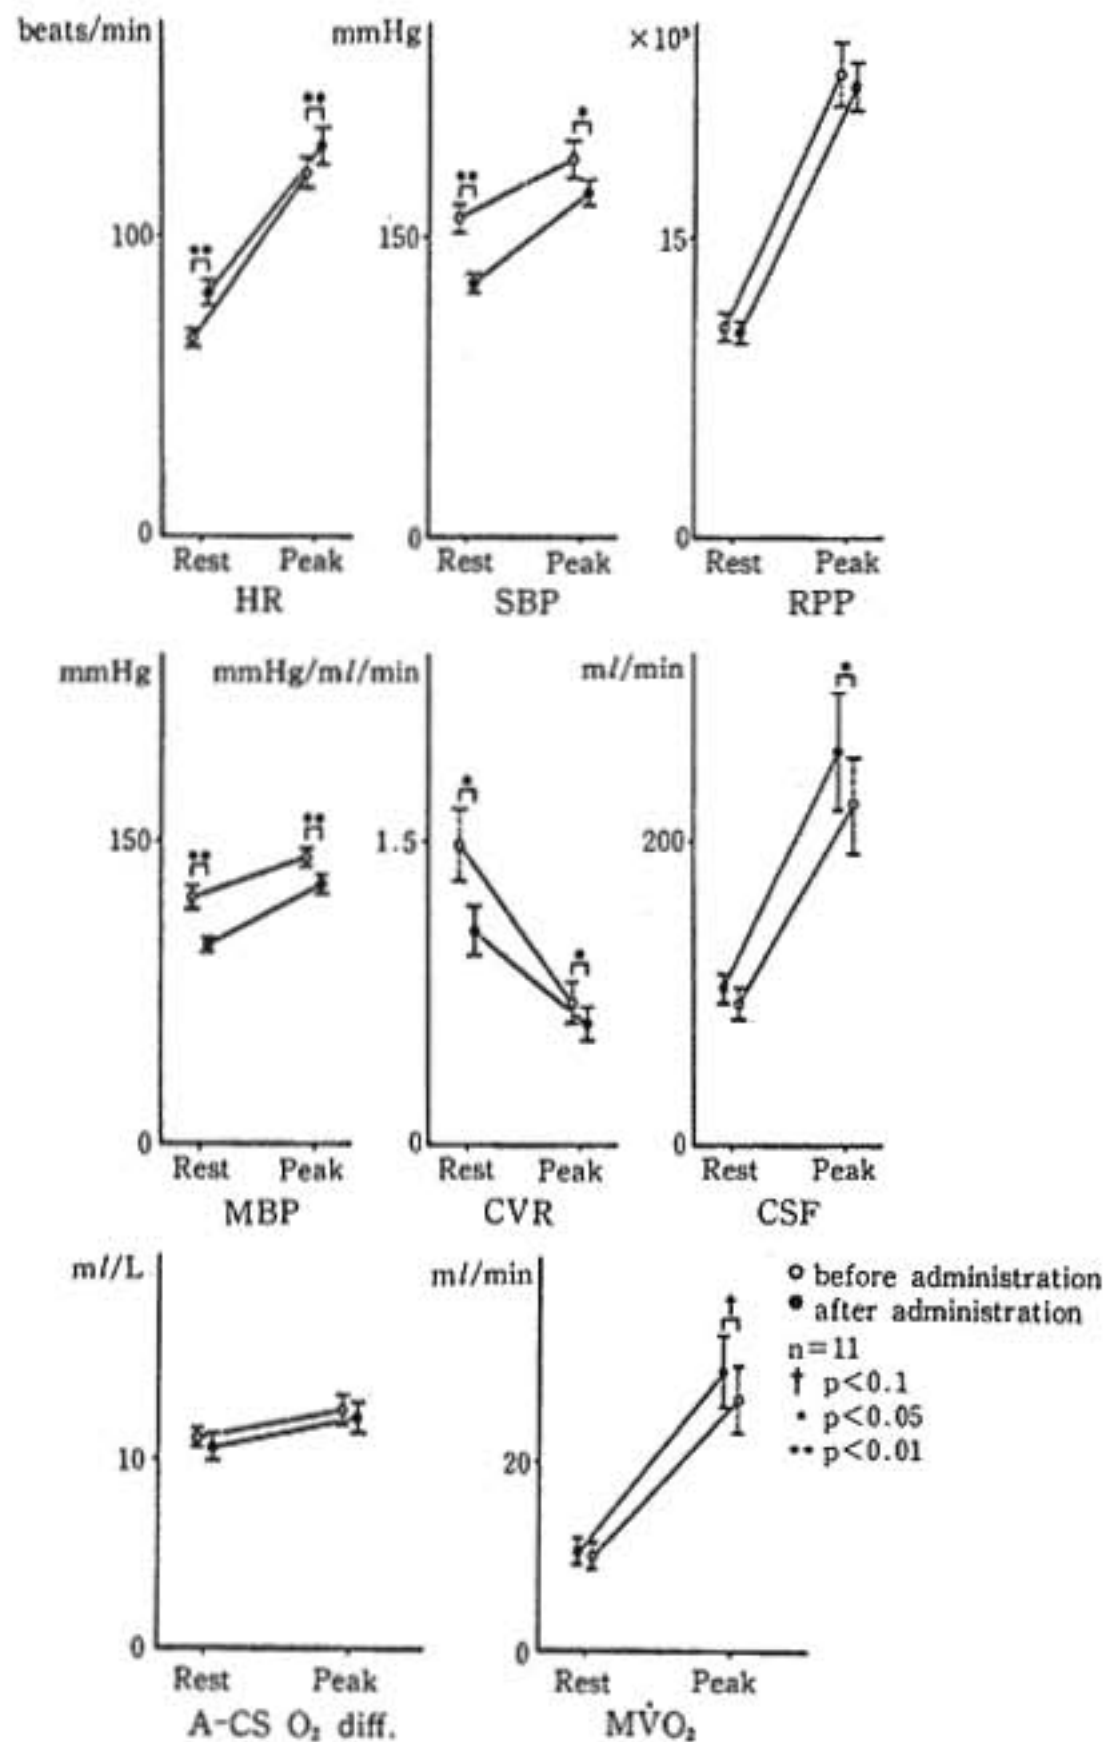 beats/min
mmHg
×10³
**
*
**
**
100
150
15
0
0
0
Rest Peak
Rest Peak
Rest Peak
HR
SBP
RPP
mmHg
mmHg/ml/min
ml/min
*
*
**
**
*
150
1.5
200
0
0
0
Rest Peak
Rest Peak
Rest Peak
MBP
CVR
CSF
ml/L
ml/min
†
○ before administration
● after administration
n=11
† p<0.1
* p<0.05
** p<0.01
10
20
0
0
Rest Peak
Rest Peak
A-CS O₂ diff.
MV̇O₂